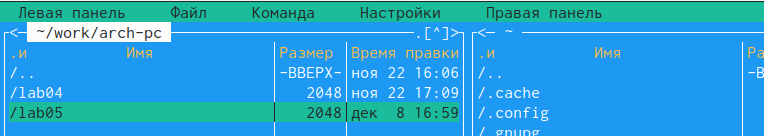 Левая панель Файл Команда Настройки Правая панель
<─ ~/work/arch-pc .[^]> <─ ~
.и Имя Размер Время правки .и Имя Р
/.. -ВВЕРХ- ноя 22 16:06 /.. -В
/lab04 2048 ноя 22 17:09 /.cache
/lab05 2048 дек 8 16:59 /.config
/.gnupg